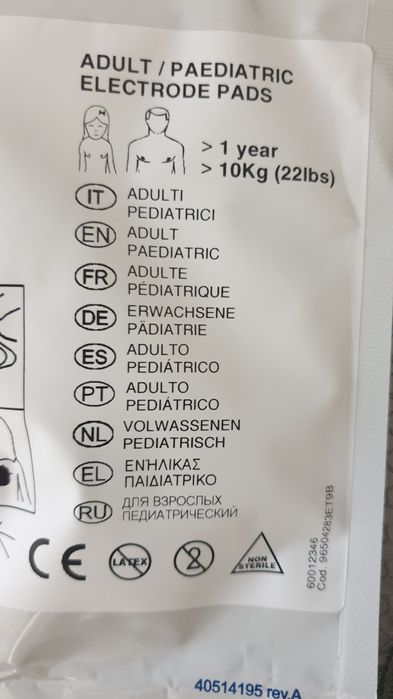 ADULT / PAEDIATRIC
ELECTRODE PADS
> 1 year
> 10Kg (22lbs)
IT ADULTI
PEDIATRICI
EN ADULT
PAEDIATRIC
FR ADULTE
PÉDIATRIQUE
DE ERWACHSENE
PÄDIATRIE
ES ADULTO
PEDIÁTRICO
PT ADULTO
PEDIÁTRICO
NL VOLWASSENEN
PEDIATRISCH
EL ΕΝΉΛΙΚΑΣ
ΠΑΙΔΙΑΤΡΙΚΟ
RU ДЛЯ ВЗРОСЛЫХ
ПЕДИАТРИЧЕСКИЙ
CE
LATEX
2
NON
STERILE
60012346
Cod. 96504283ET9B
40514195 rev.A